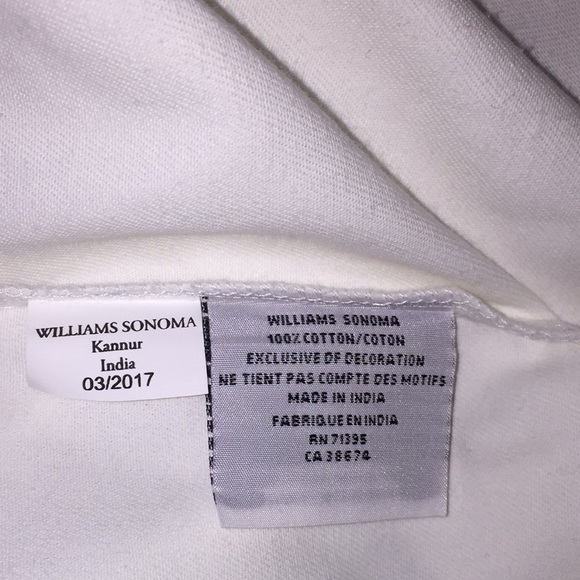 WILLIAMS SONOMA
Kannur
India
03/2017
WILLIAMS SONOMA
100% COTTON/COTON
EXCLUSIVE OF DECORATION
NE TIENT PAS COMPTE DES MOTIFS
MADE IN INDIA
FABRIQUE EN INDIA
RN 71395
CA 38674